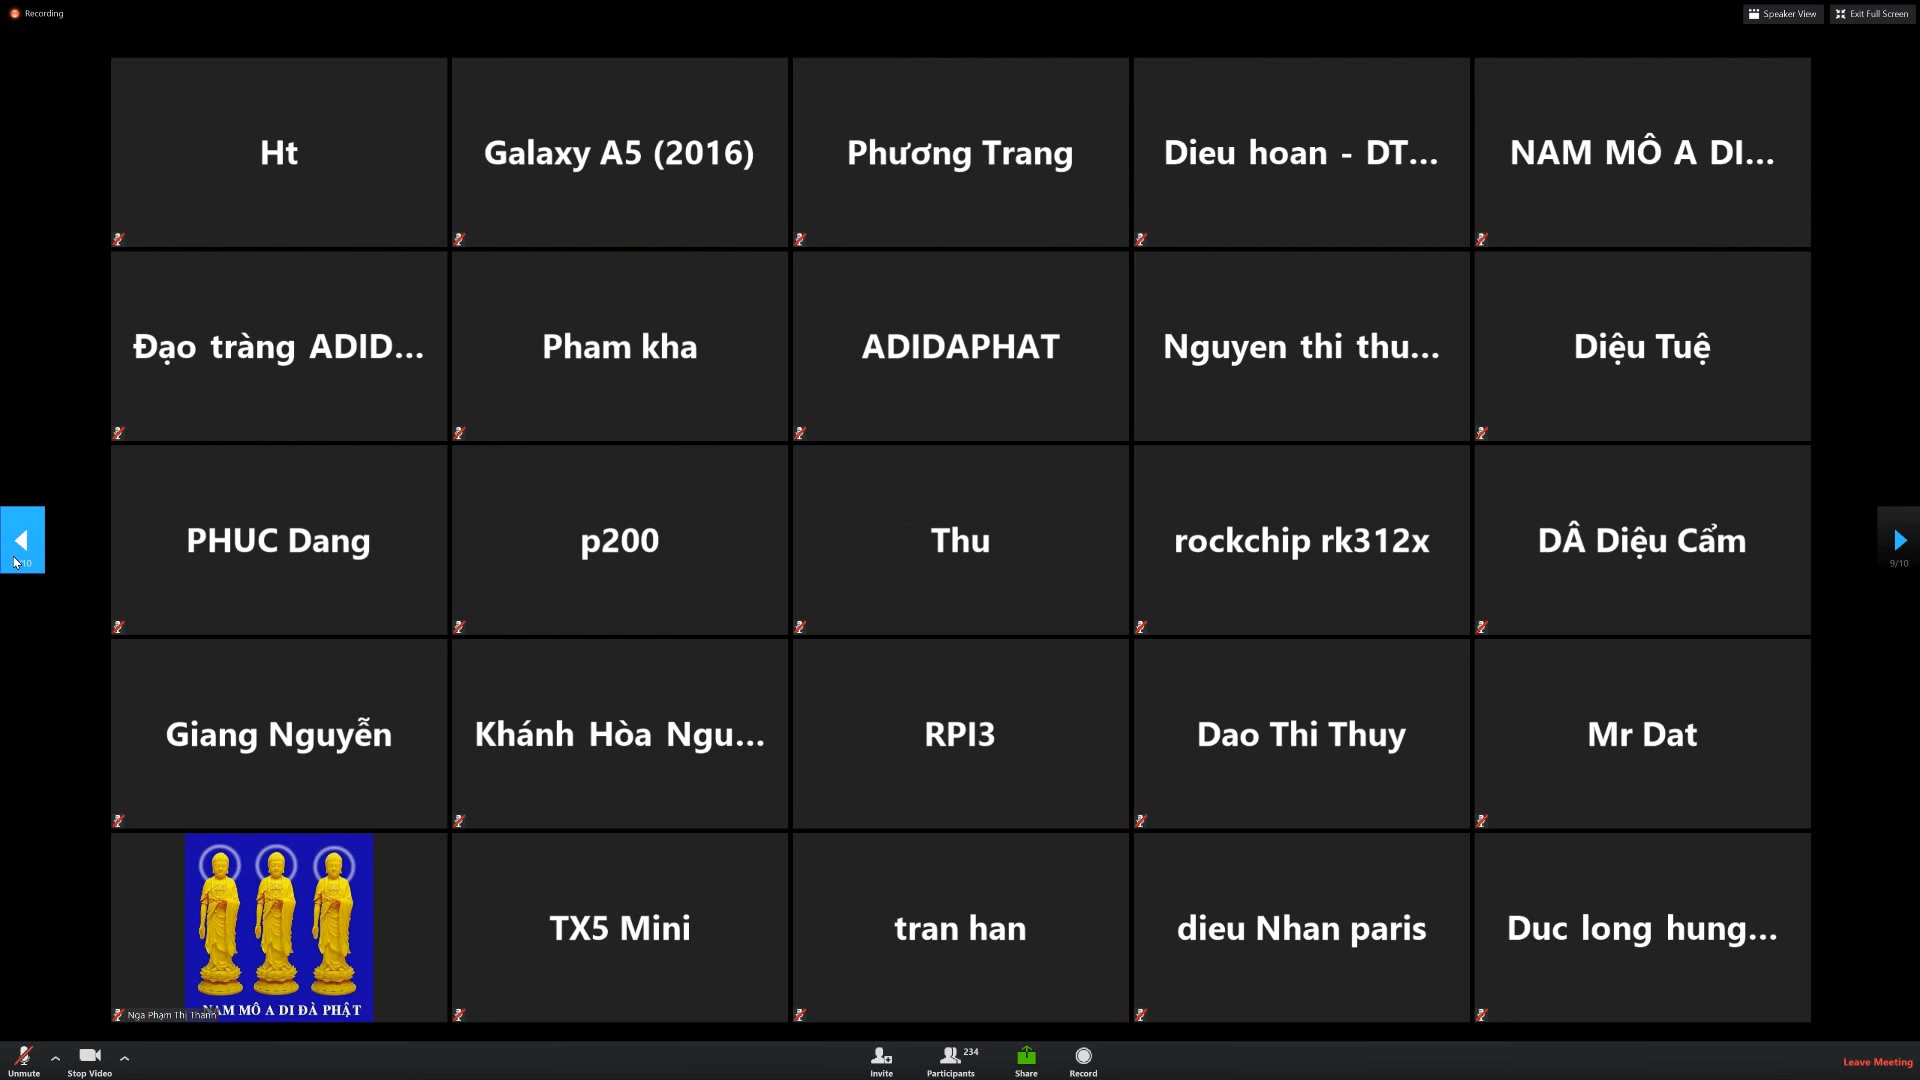 Recording
Speaker View
Exit Full Screen
Ht
Galaxy A5 (2016)
Phương Trang
Dieu hoan - DT...
NAM MÔ A DI...
Đạo tràng ADID...
Pham kha
ADIDAPHAT
Nguyen thi thu...
Diệu Tuệ
PHUC Dang
p200
Thu
rockchip rk312x
DÂ Diệu Cẩm
10
9/10
Giang Nguyễn
Khánh Hòa Ngu...
RPI3
Dao Thi Thuy
Mr Dat
NAM MÔ A DI ĐÀ PHẬT
Nga Phạm Thị Thanh
TX5 Mini
tran han
dieu Nhan paris
Duc long hung...
Unmute
Stop Video
Invite
234
Participants
Share
Record
Leave Meeting